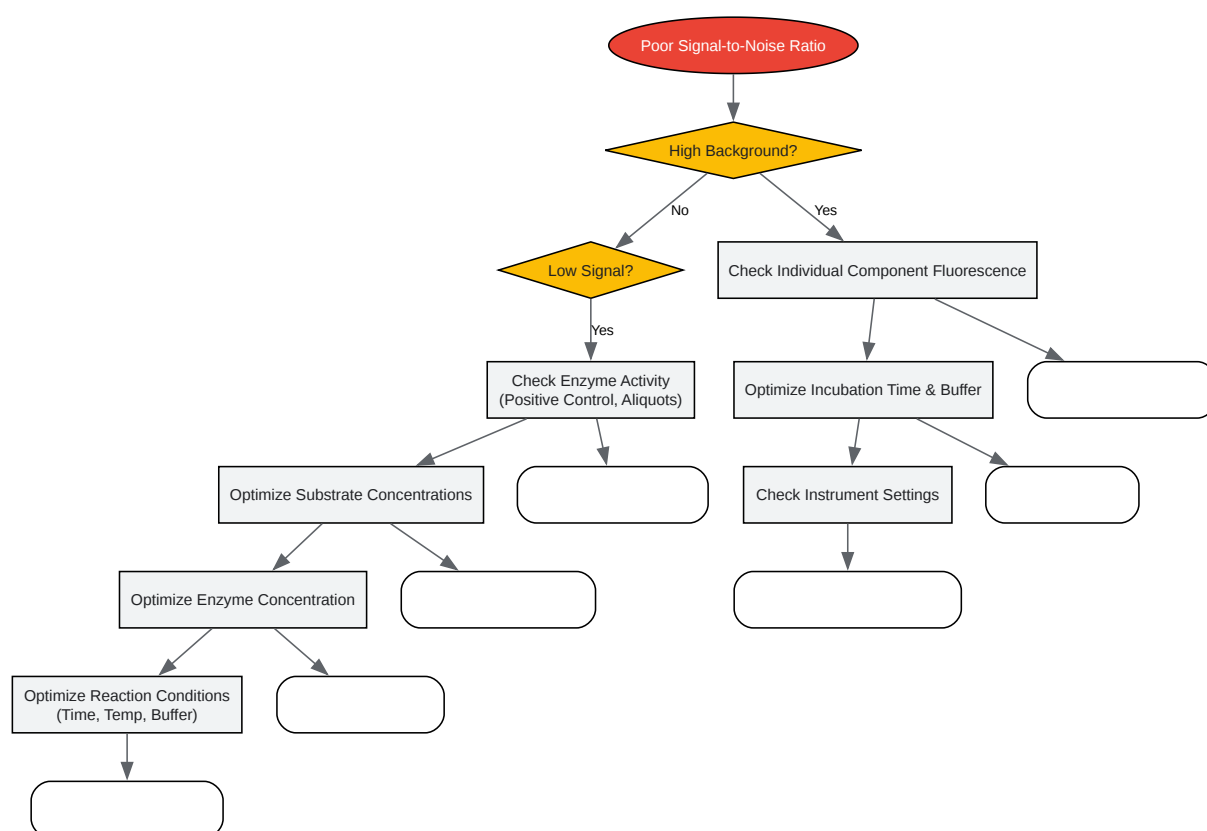 Poor Signal-to-Noise Ratio
High Background?
No
Yes
Low Signal?
Check Individual Component Fluorescence
Yes
Check Enzyme Activity
(Positive Control, Aliquots)
Optimize Incubation Time & Buffer
Optimize Substrate Concentrations
Check Instrument Settings
Optimize Enzyme Concentration
Optimize Reaction Conditions
(Time, Temp, Buffer)